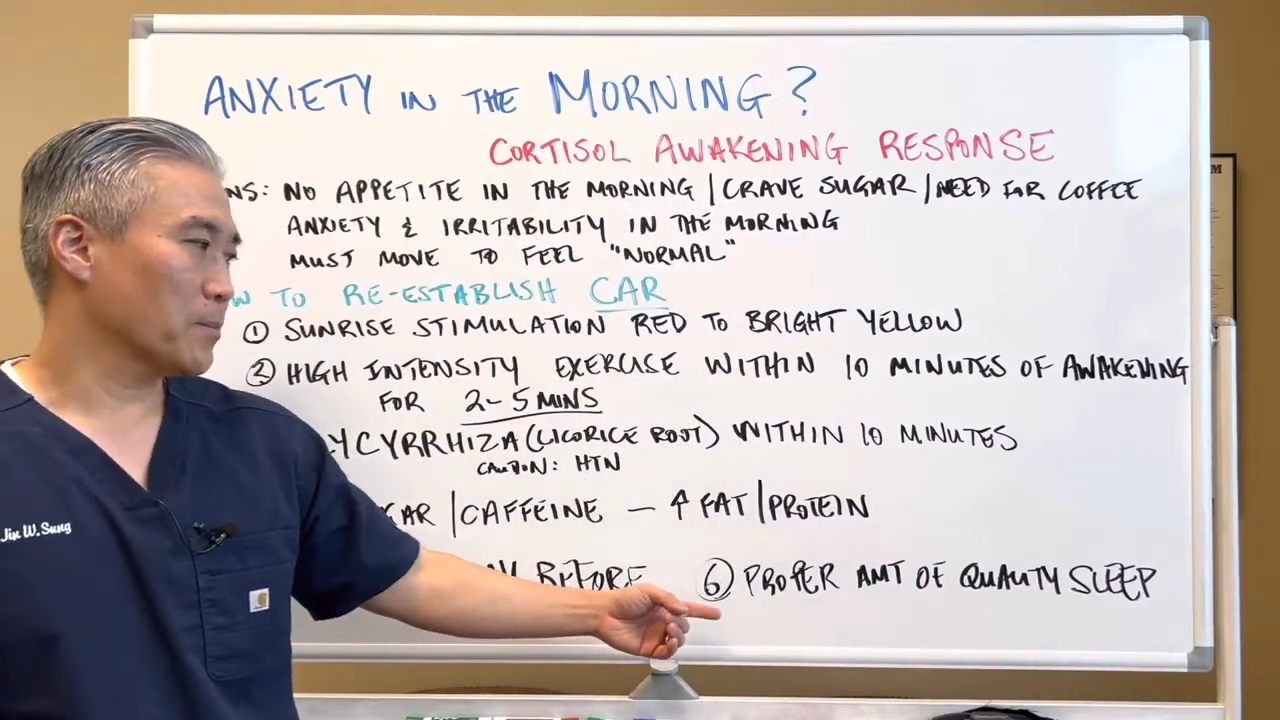 ANXIETY IN THE MORNING?
CORTISOL AWAKENING RESPONSE
NO APPETITE IN THE MORNING / CRAVE SUGAR / NEED FOR COFFEE
ANXIETY & IRRITABILITY IN THE MORNING
MUST MOVE TO FEEL "NORMAL"
TO RE-ESTABLISH CAR
① SUNRISE STIMULATION RED TO BRIGHT YELLOW
② HIGH INTENSITY EXERCISE WITHIN 10 MINUTES OF AWAKENING
FOR 2-5 MINS
YCYRRHIZA (LICORICE ROOT) WITHIN 10 MINUTES
CAUTION: HTN
/CAFFEINE — ↑ FAT/PROTEIN
BEFORE ⑥ PROPER AMT OF QUALITY SLEEP
Jin W. Sung